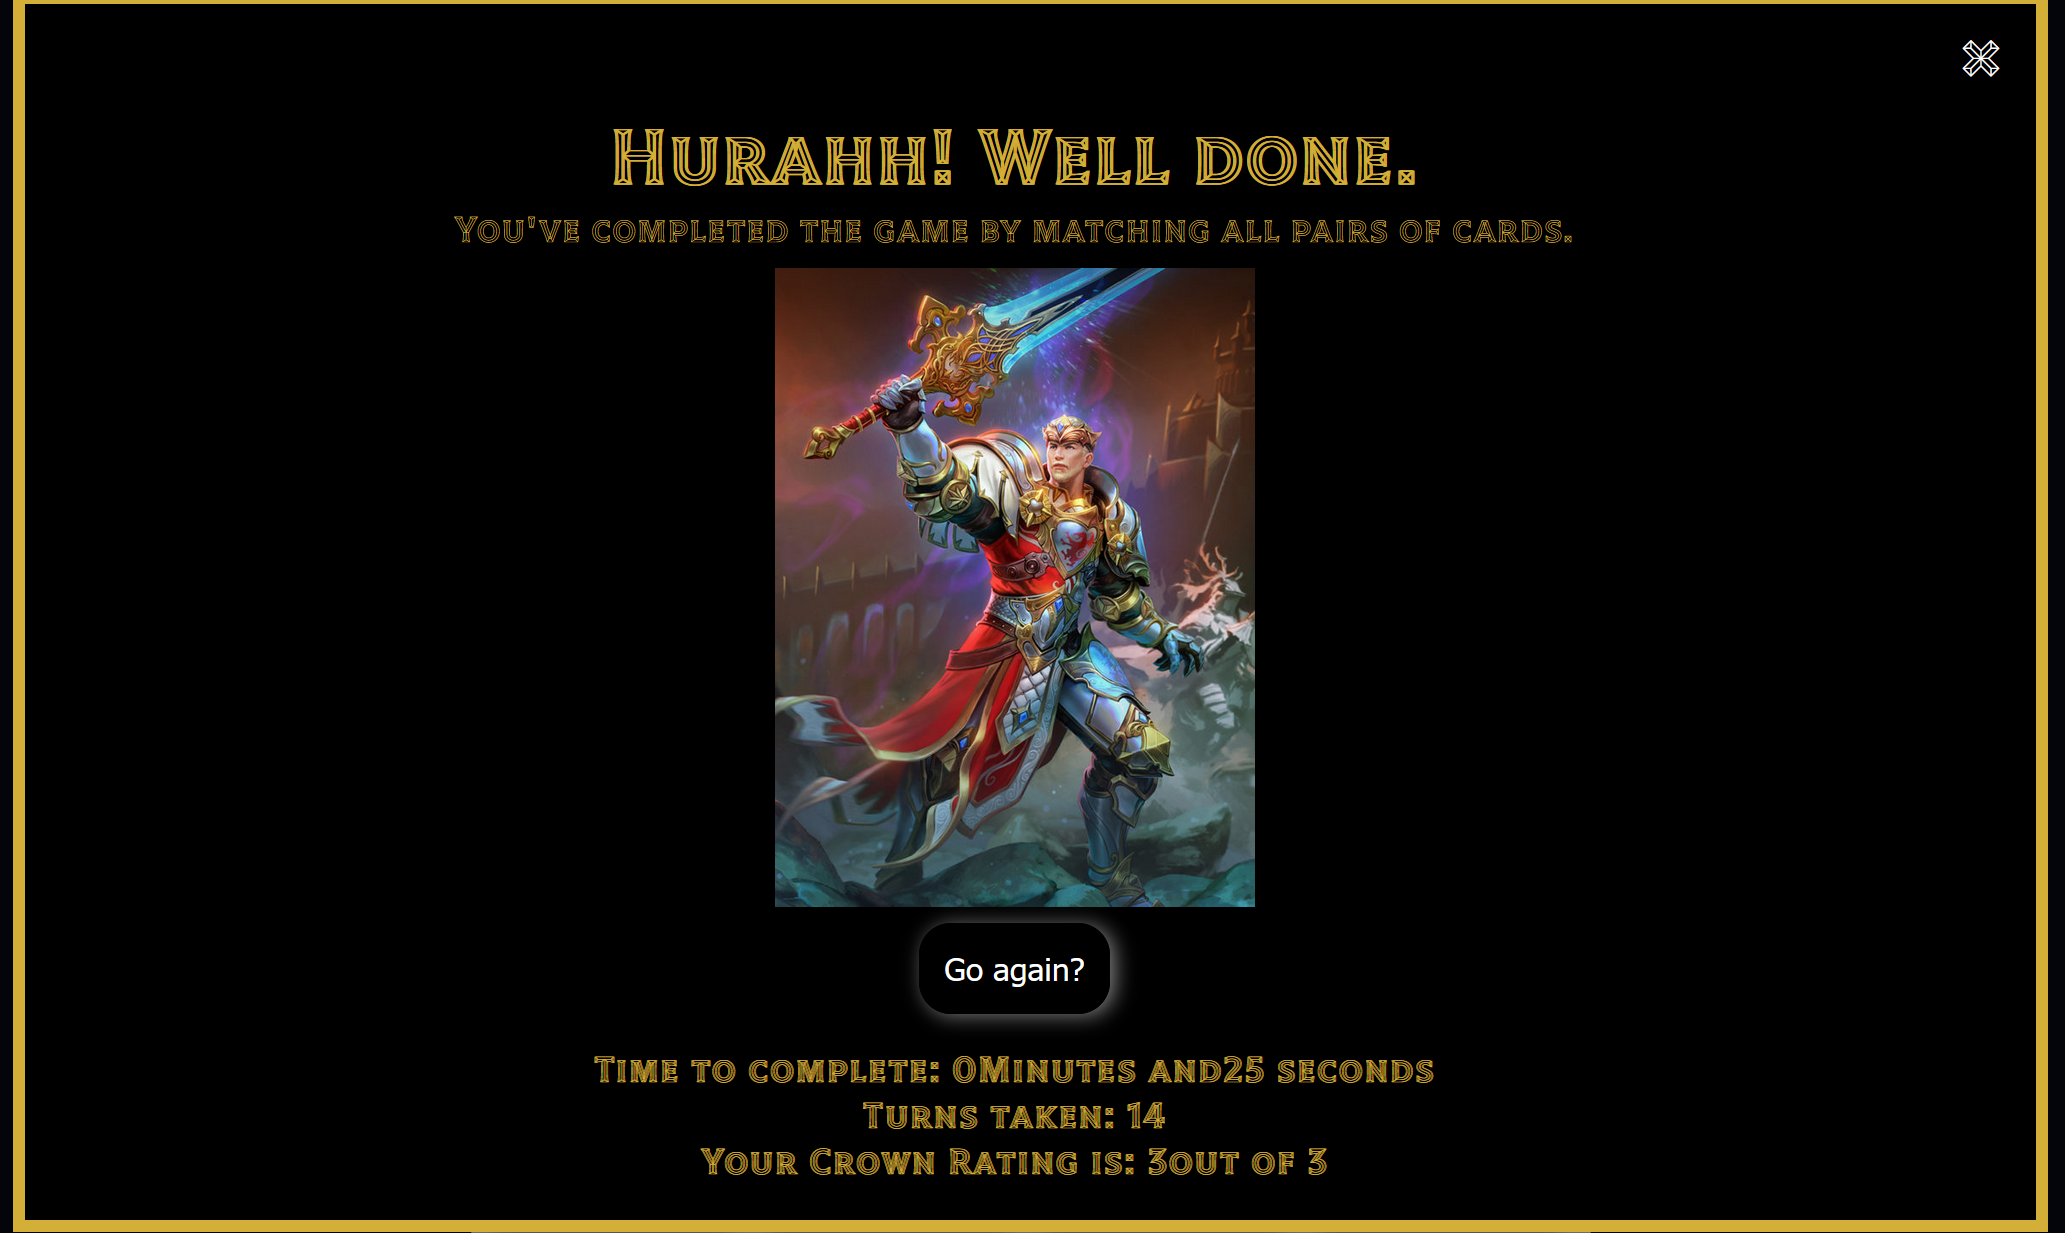 Hurahh! Well done.
You've completed the game by matching all pairs of cards.
Go again?
Time to complete: 0Minutes and25 seconds
Turns taken: 14
Your Crown Rating is: 3out of 3